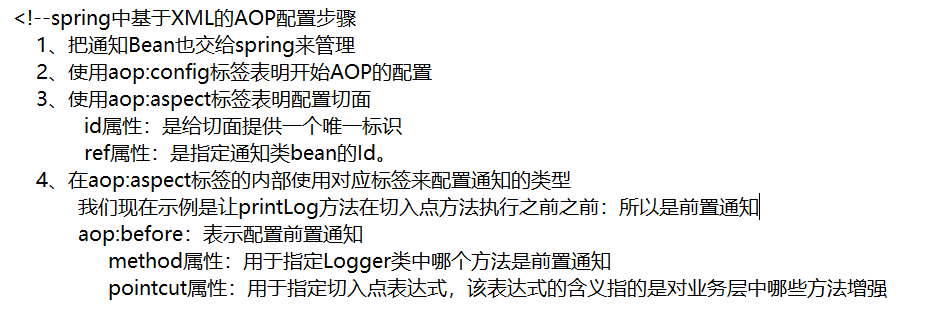 <!--spring中基于XML的AOP配置步骤
1、把通知Bean也交给spring来管理
2、使用aop:config标签表明开始AOP的配置
3、使用aop:aspect标签表明配置切面
id属性：是给切面提供一个唯一标识
ref属性：是指定通知类bean的Id。
4、在aop:aspect标签的内部使用对应标签来配置通知的类型
我们现在示例是让printLog方法在切入点方法执行之前之前：所以是前置通知
aop:before：表示配置前置通知
method属性：用于指定Logger类中哪个方法是前置通知
pointcut属性：用于指定切入点表达式，该表达式的含义指的是对业务层中哪些方法增强